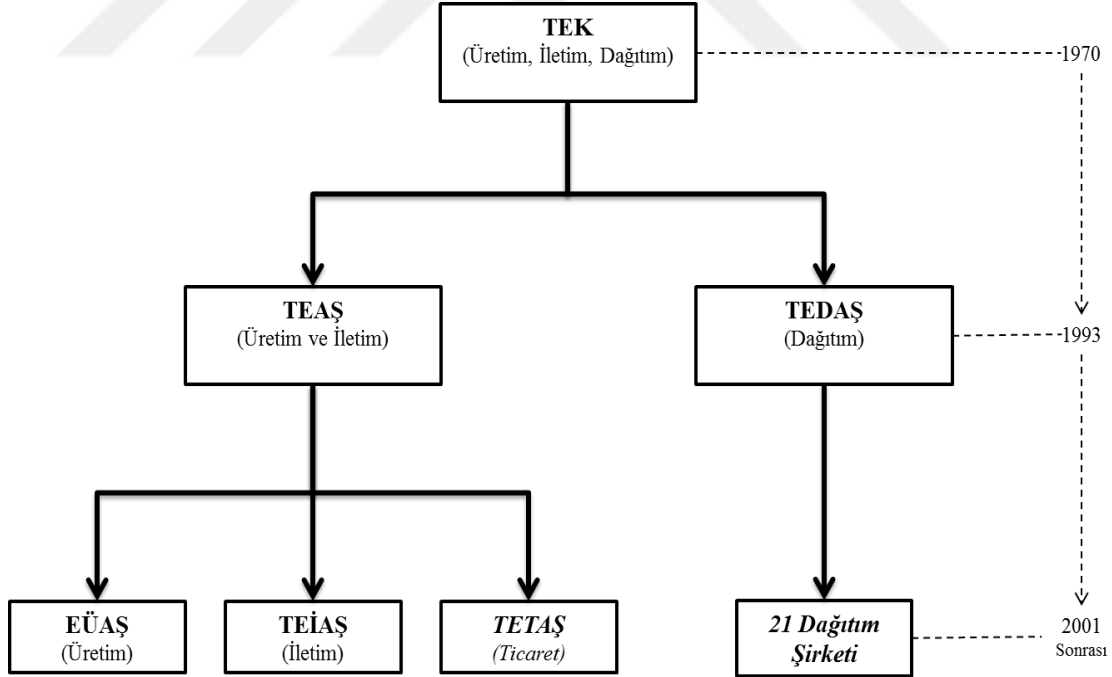 TEK
(Üretim, İletim, Dağıtım)
1970
TEAŞ
(Üretim ve İletim)
TEDAŞ
(Dağıtım)
1993
EÜAŞ
(Üretim)
TEİAŞ
(İletim)
TETAŞ
(Ticaret)
21 Dağıtım
Şirketi
2001
Sonrası